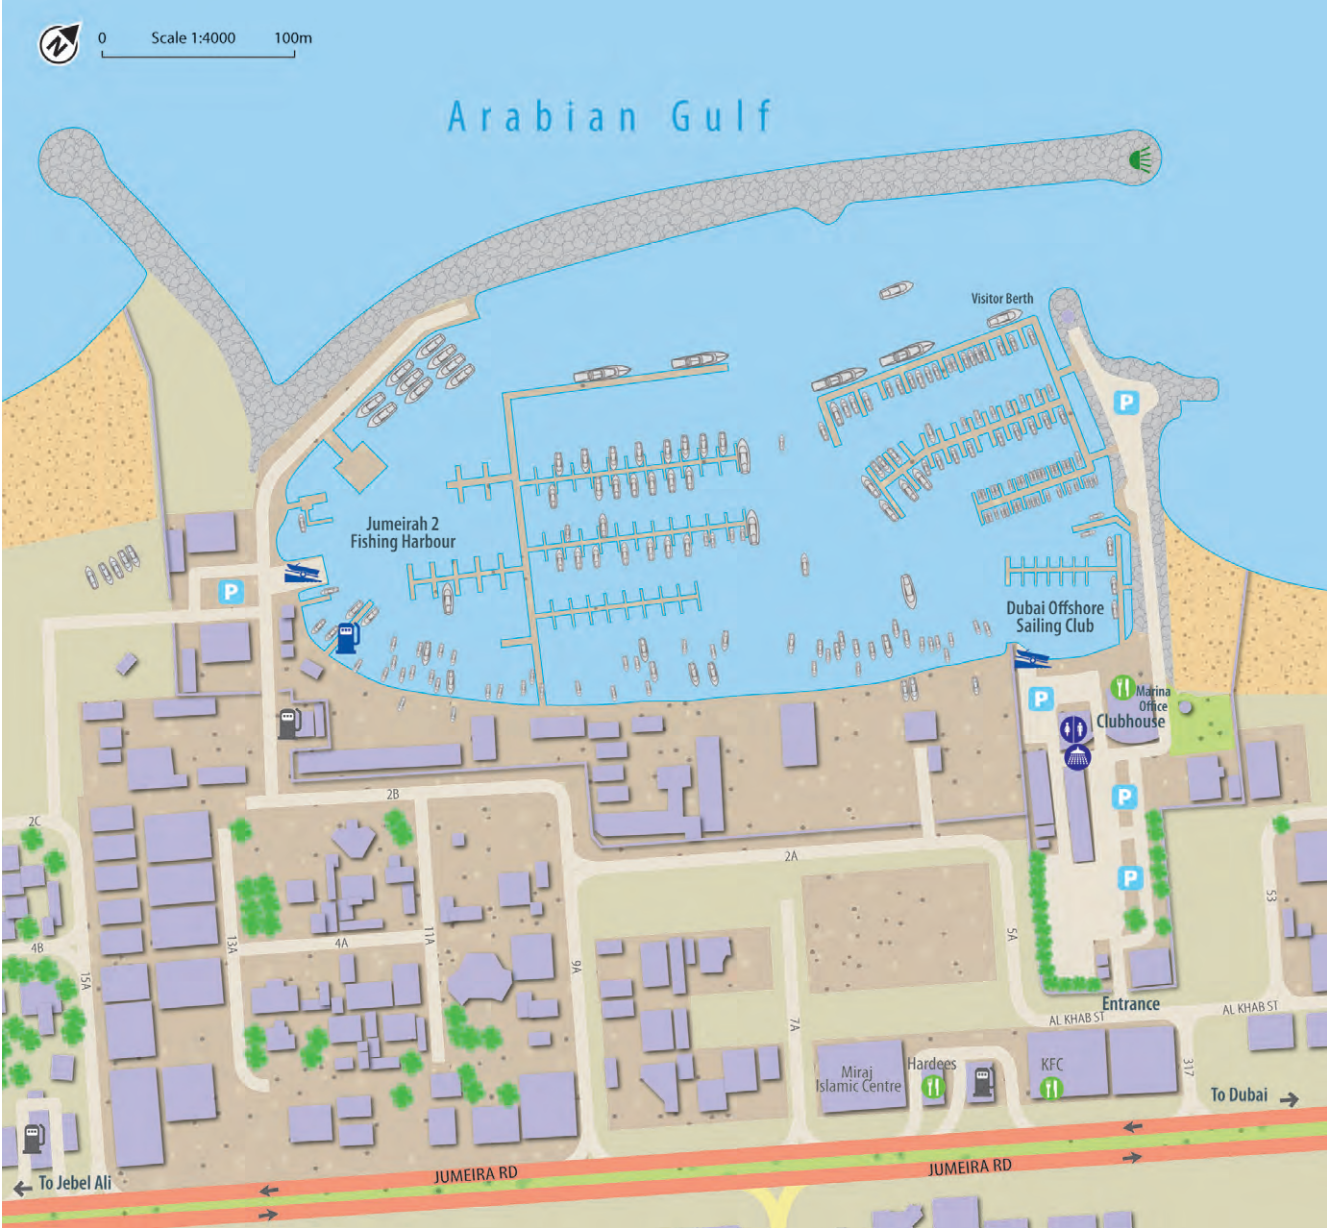 N
0 Scale 1:4000 100m
Arabian Gulf
Visitor Berth
P
Jumeirah 2
Fishing Harbour
P
Dubai Offshore
Sailing Club
P
Marina
Office
Clubhouse
2B
P
2C
2A
P
53
4B
13A
4A
11A
5A
15A
9A
Entrance
AL KHAB ST
AL KHAB ST
7A
Hardees
KFC
317
Miraj
Islamic Centre
To Dubai
JUMEIRA RD
JUMEIRA RD
To Jebel Ali